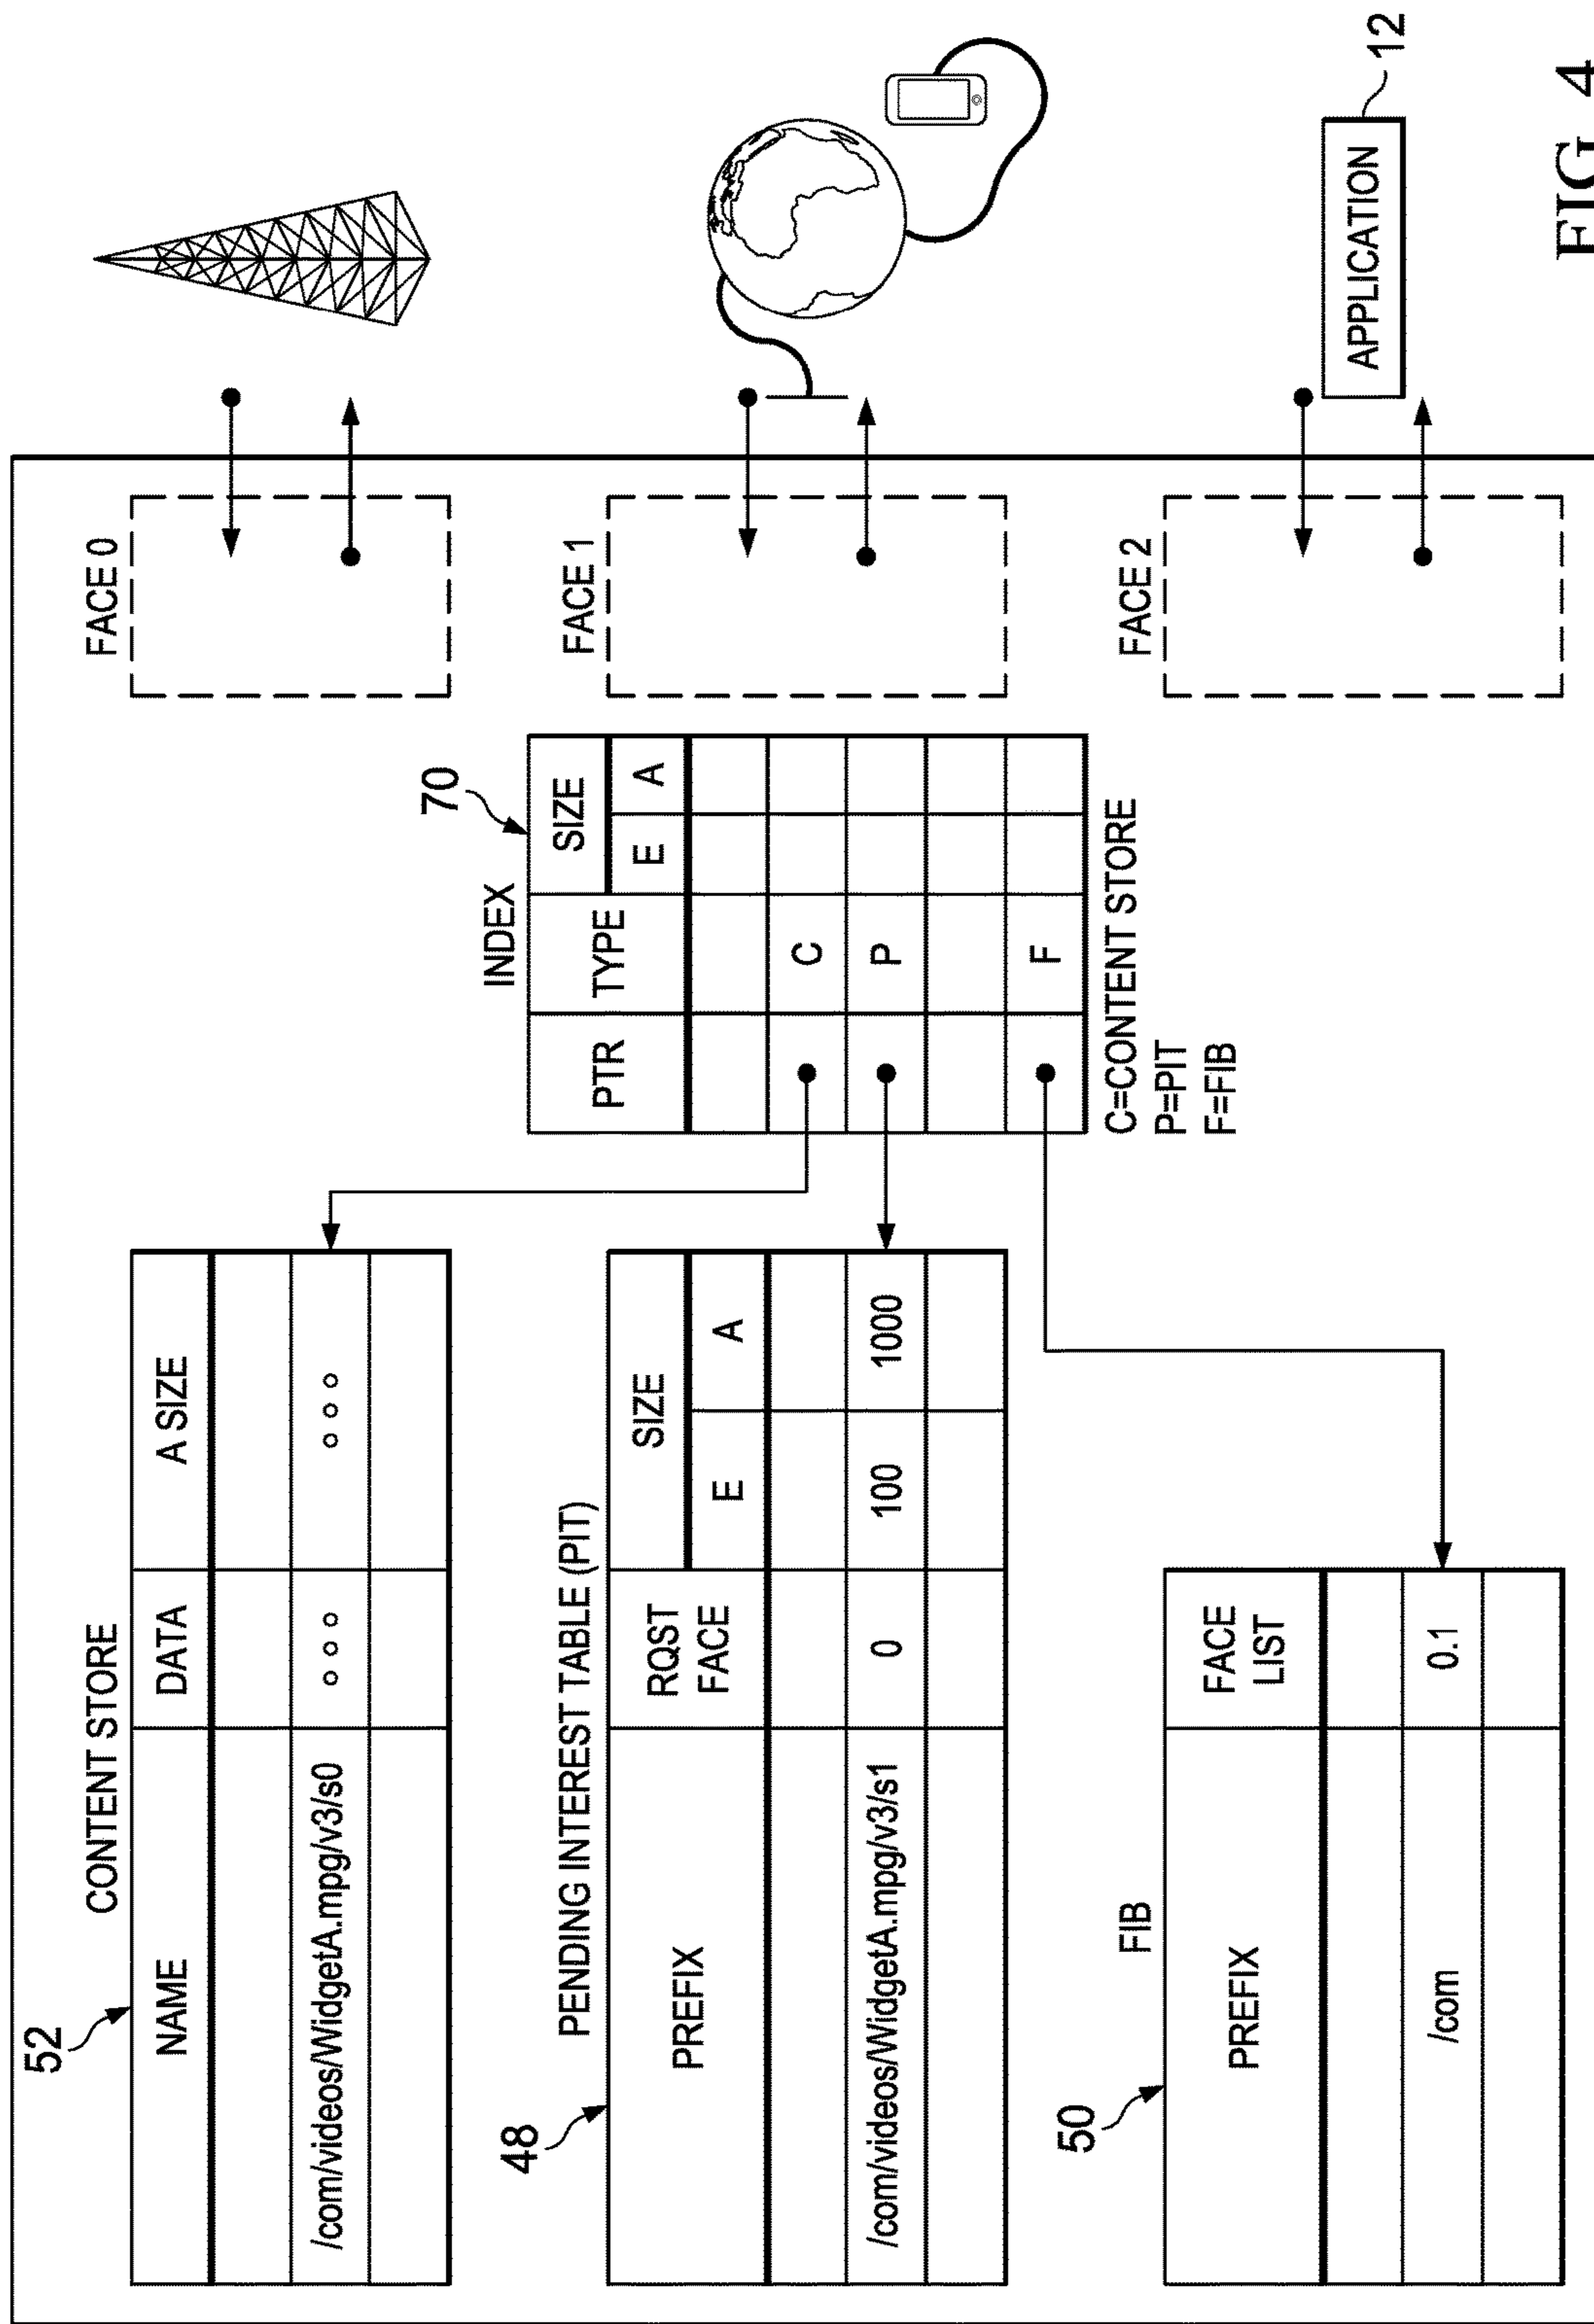 52
CONTENT STORE
NAME DATA A SIZE
/com/videos/WidgetA.mpg/v3/s0
48
PENDING INTEREST TABLE (PIT)
PREFIX RQST FACE SIZE
E A
/com/videos/WidgetA.mpg/v3/s1 0 100 1000
50
FIB
PREFIX FACE LIST
/com 0.1
INDEX
70
PTR TYPE SIZE
E A
C
P
F
C=CONTENT STORE
P=PIT
F=FIB
FACE 0
FACE 1
FACE 2
APPLICATION
12
FIG. 4